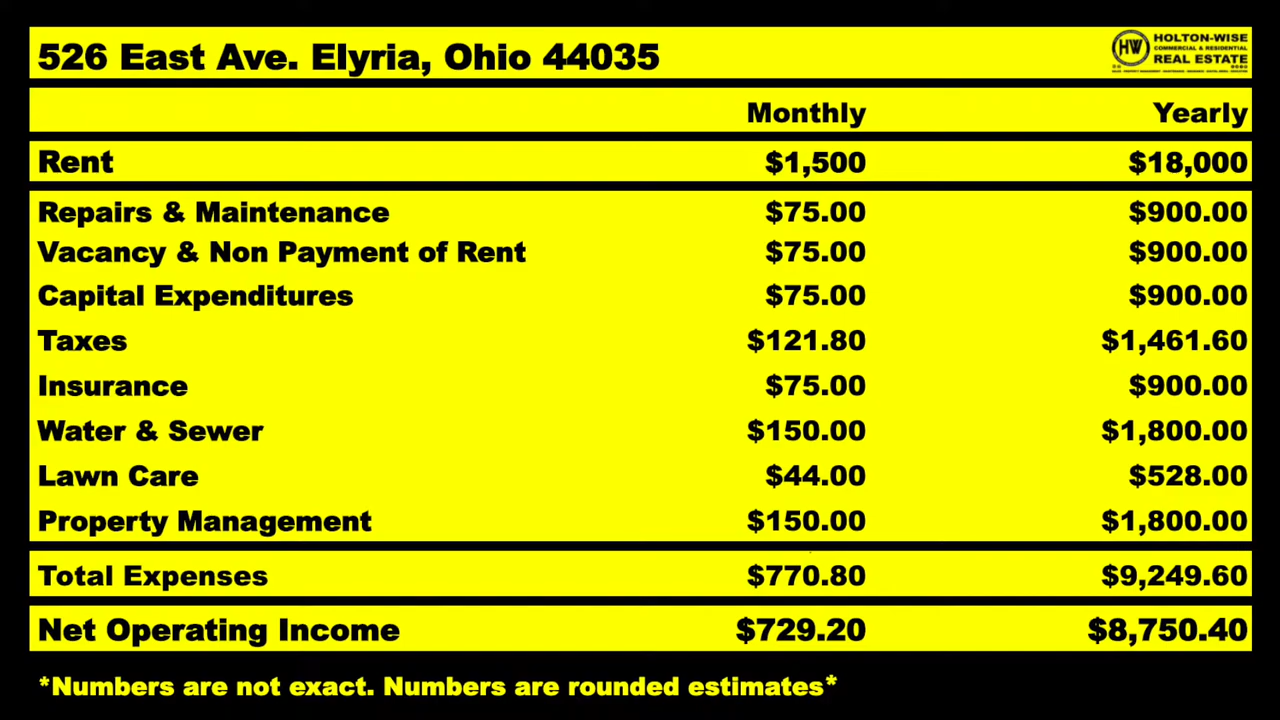 526 East Ave. Elyria, Ohio 44035
HW
HOLTON-WISE
COMMERCIAL & RESIDENTIAL
REAL ESTATE
Monthly Yearly
Rent $1,500 $18,000
Repairs & Maintenance $75.00 $900.00
Vacancy & Non Payment of Rent $75.00 $900.00
Capital Expenditures $75.00 $900.00
Taxes $121.80 $1,461.60
Insurance $75.00 $900.00
Water & Sewer $150.00 $1,800.00
Lawn Care $44.00 $528.00
Property Management $150.00 $1,800.00
Total Expenses $770.80 $9,249.60
Net Operating Income $729.20 $8,750.40
*Numbers are not exact. Numbers are rounded estimates*